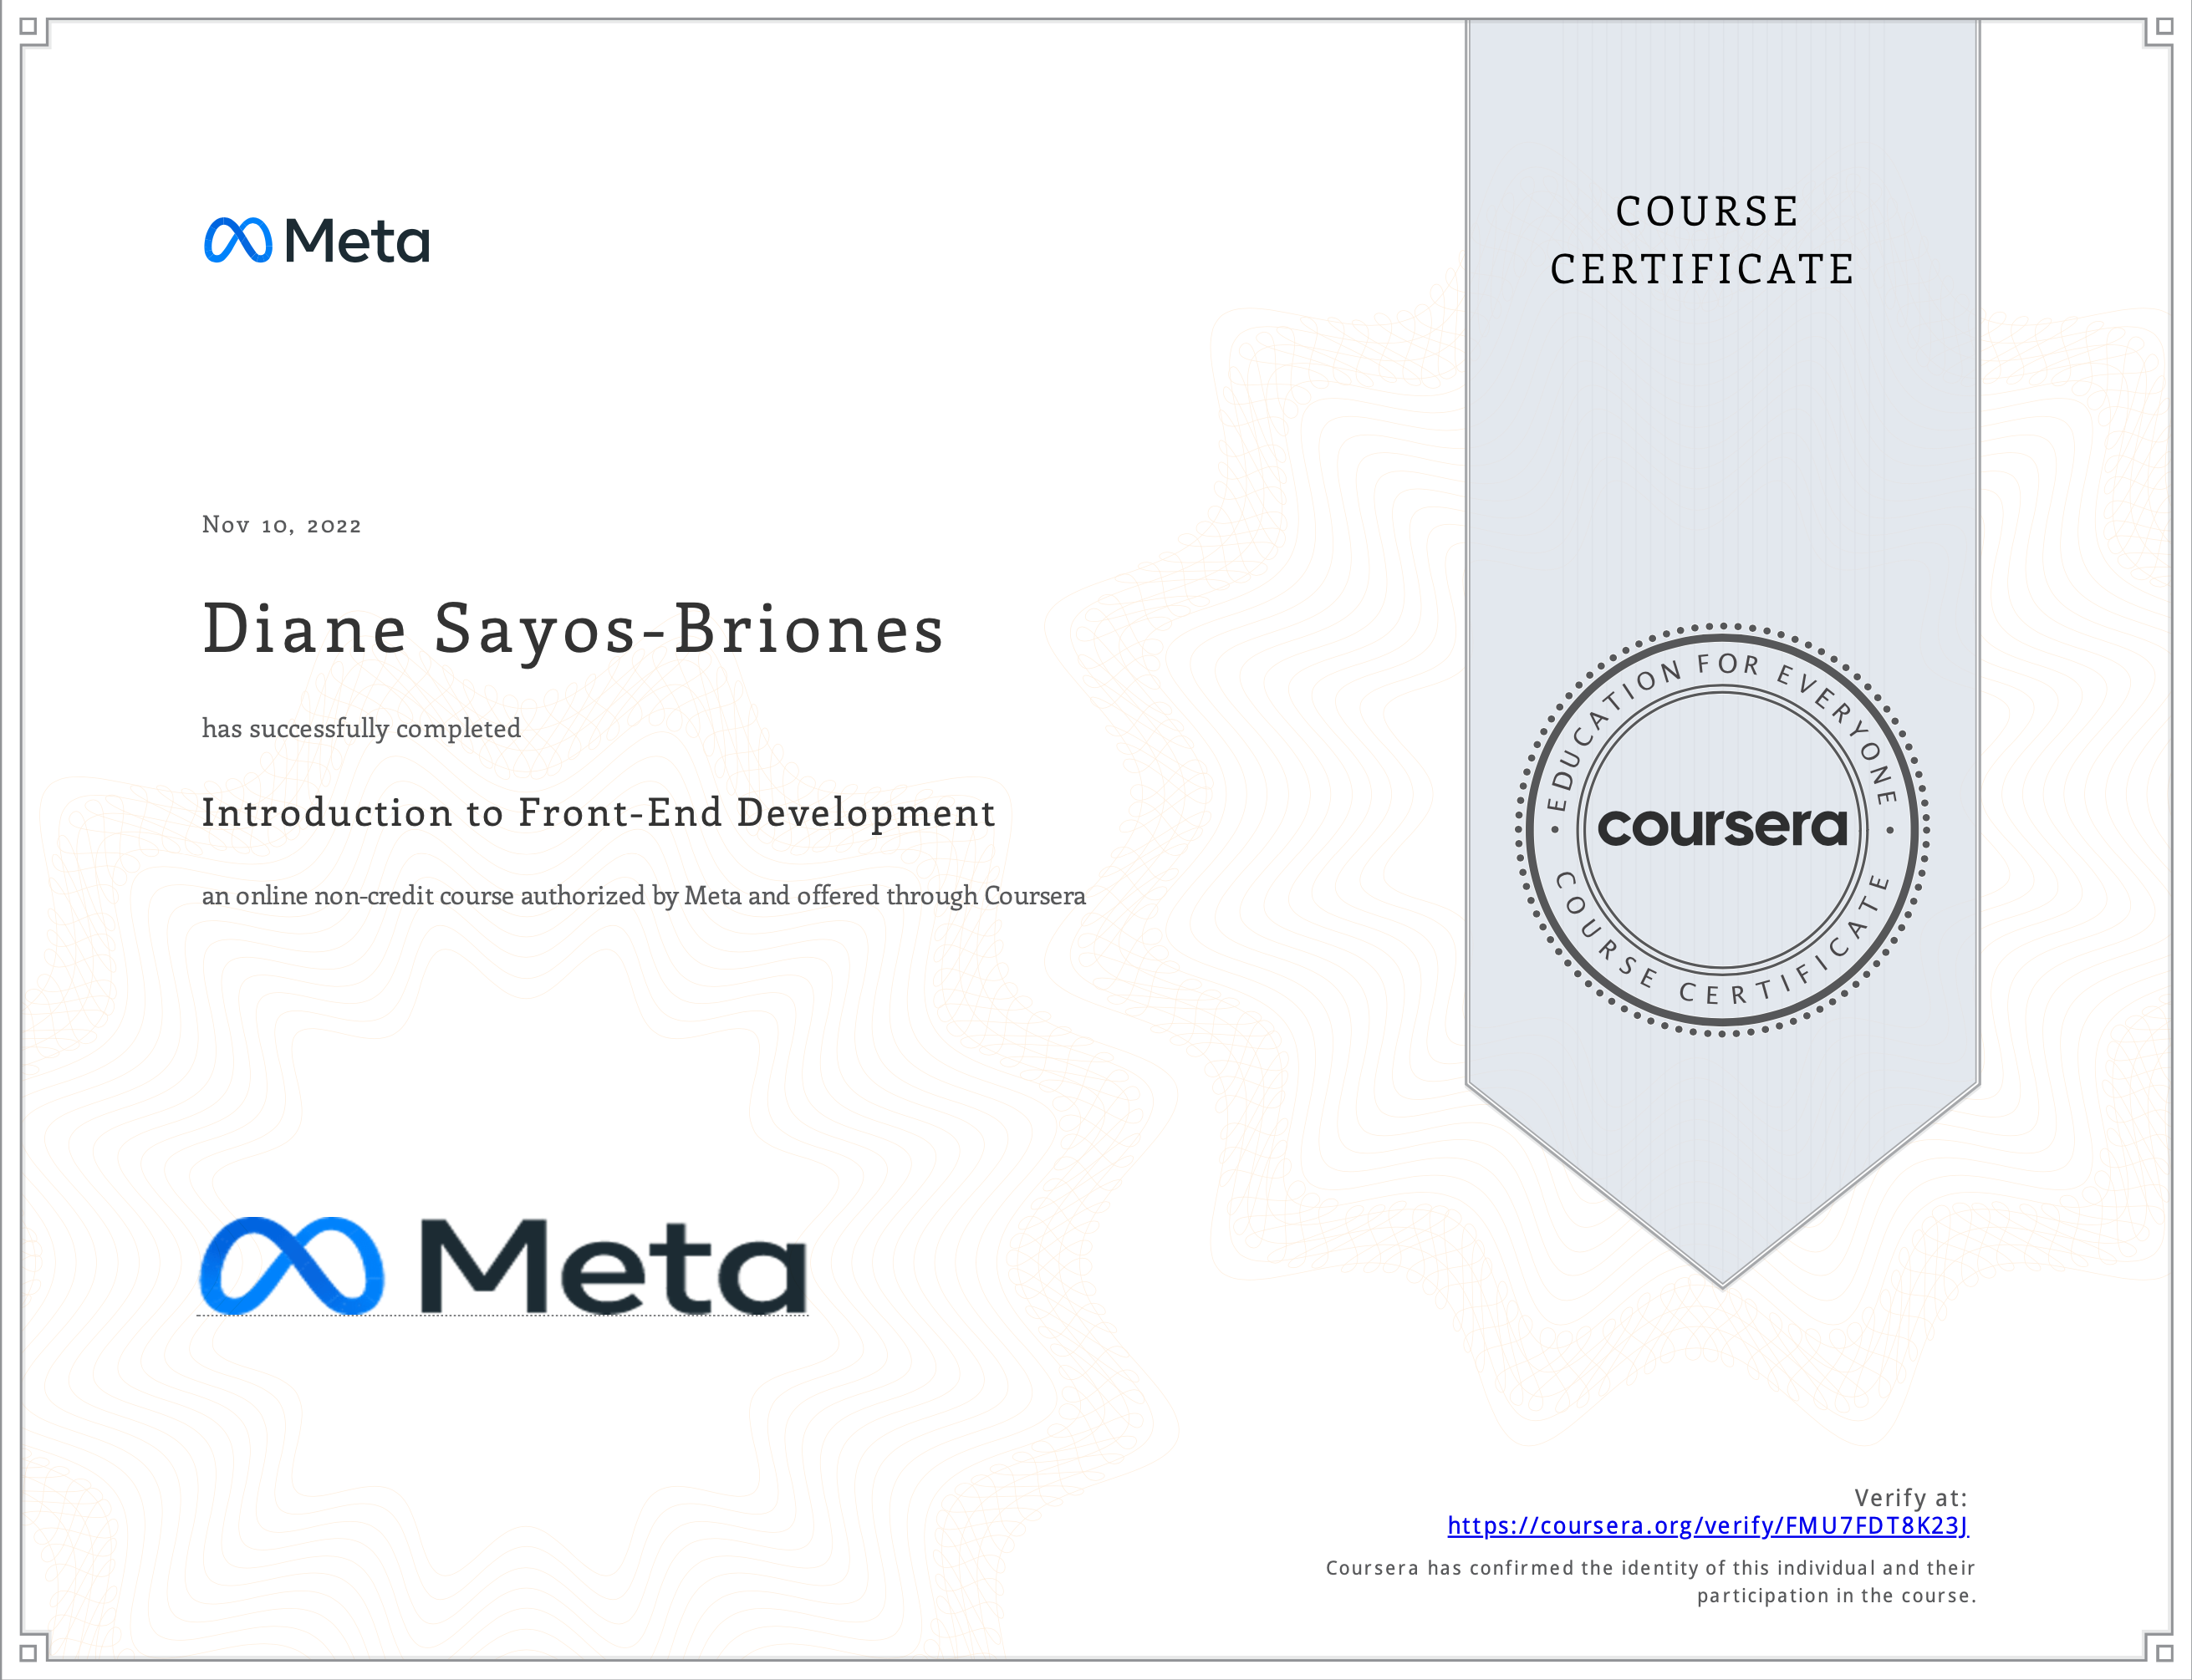 Meta
COURSE
CERTIFICATE
Nov 10, 2022
Diane Sayos-Briones
has successfully completed
Introduction to Front-End Development
an online non-credit course authorized by Meta and offered through Coursera
EDUCATION FOR EVERYONE
coursera
COURSE CERTIFICATE
Meta
Verify at:
https://coursera.org/verify/FMU7FDT8K23J
Coursera has confirmed the identity of this individual and their
participation in the course.